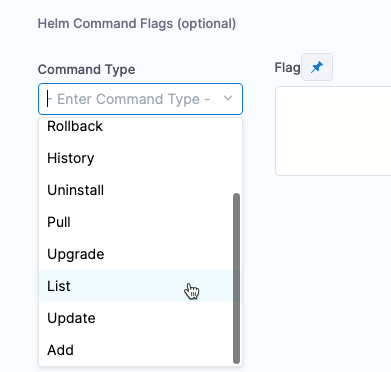 Helm Command Flags (optional)
Command Type
Flag
- Enter Command Type -
Rollback
History
Uninstall
Pull
Upgrade
List
Update
Add